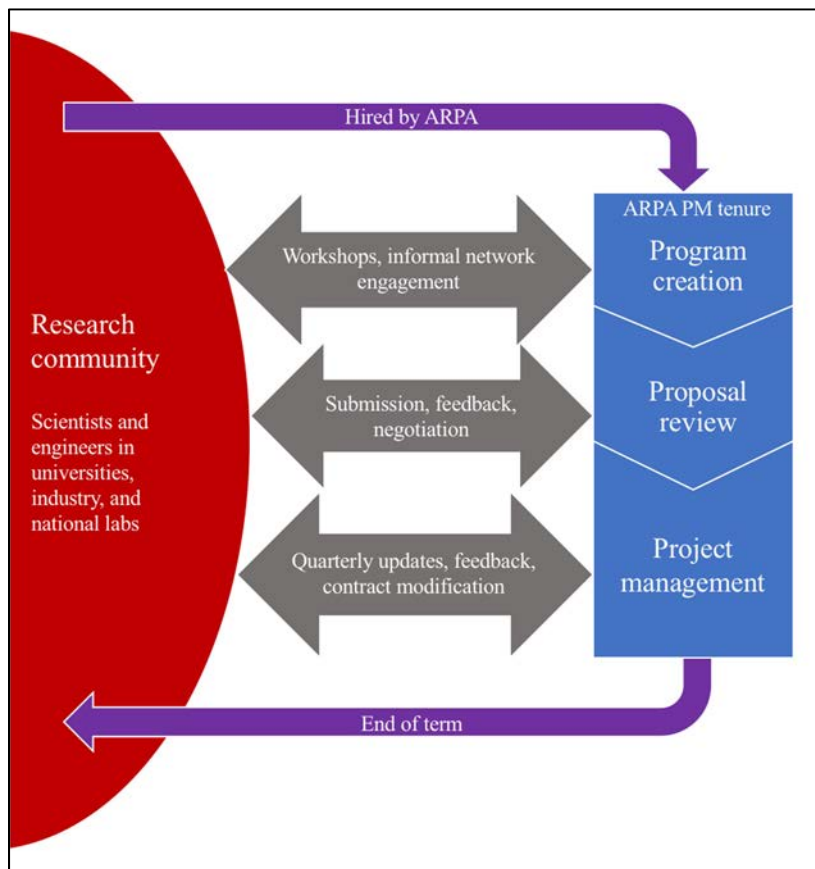 Hired by ARPA
ARPA PM tenure
Program
creation
Workshops, informal network
engagement
Research
community
Scientists and
engineers in
universities,
industry, and
national labs
Submission, feedback,
negotiation
Proposal
review
Quarterly updates, feedback,
contract modification
Project
management
End of term